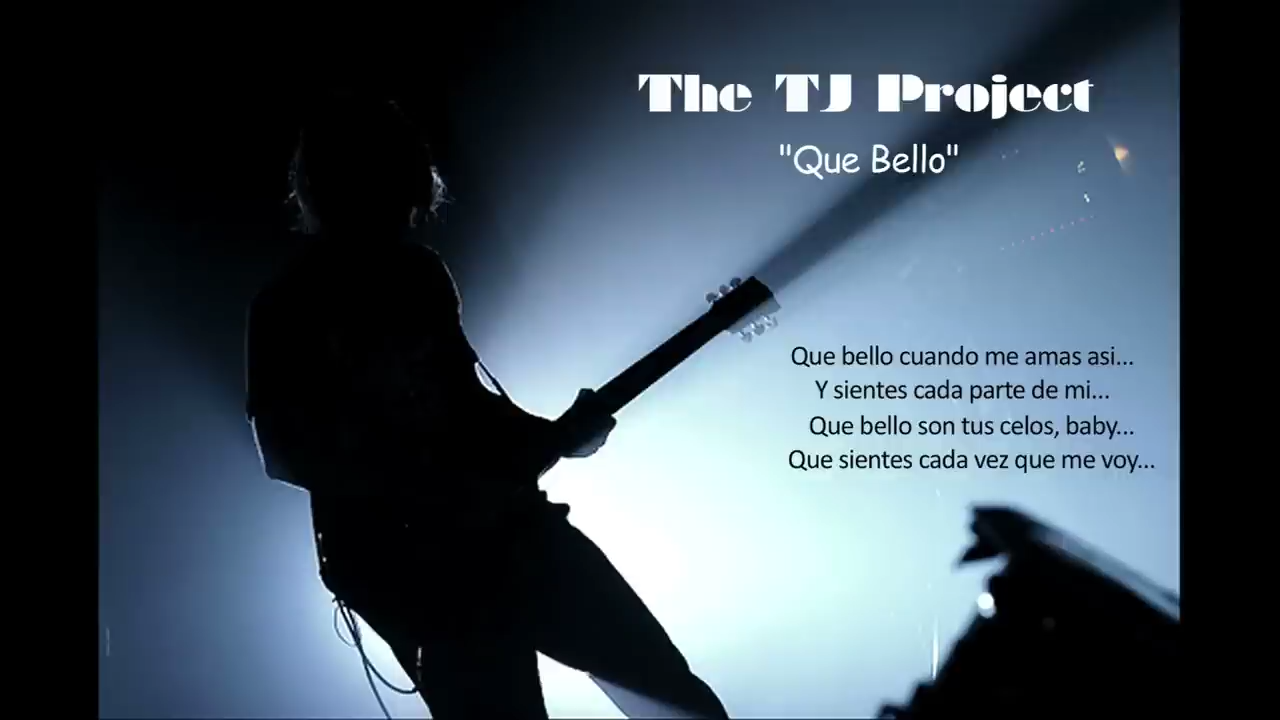 The TJ Project
"Que Bello"
Que bello cuando me amas asi...
Y sientes cada parte de mi...
Que bello son tus celos, baby...
Que sientes cada vez que me voy...